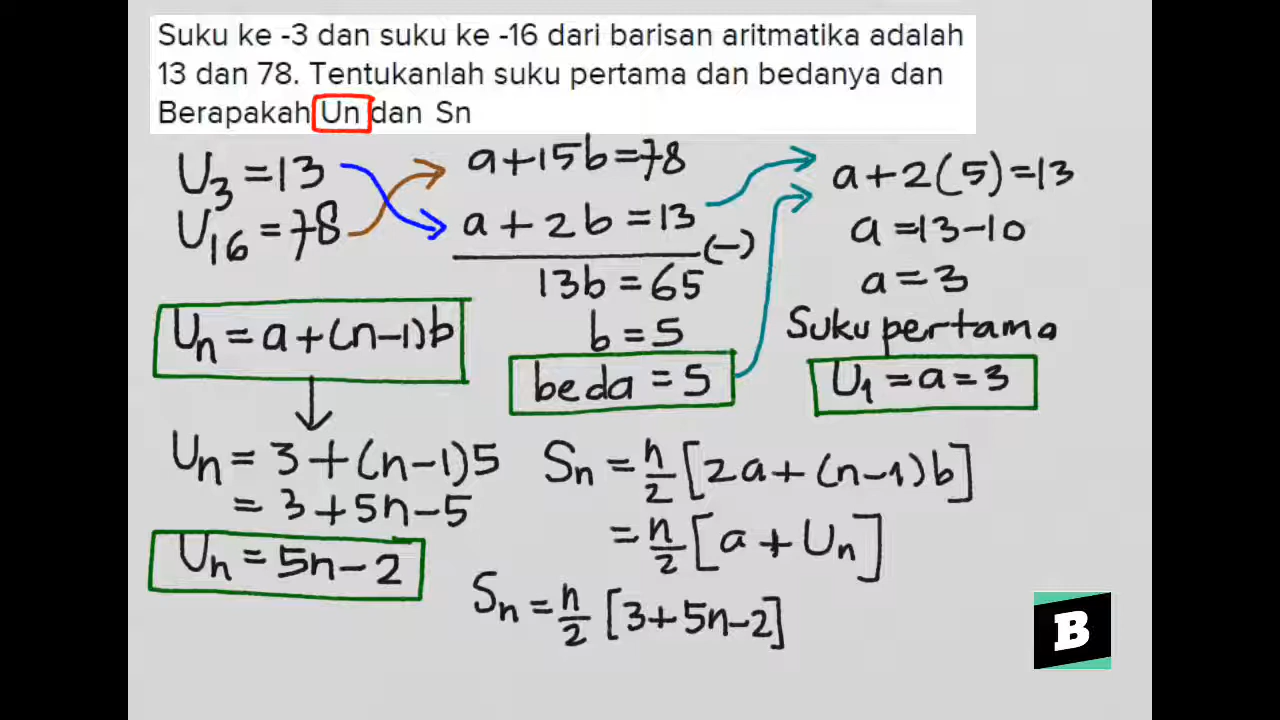 Suku ke -3 dan suku ke -16 dari barisan aritmatika adalah
13 dan 78. Tentukanlah suku pertama dan bedanya dan
Berapakah Un dan Sn
U₃ = 13
U₁₆ = 78
a + 15b = 78
a + 2b = 13
(−)
13b = 65
b = 5
beda = 5
a + 2(5) = 13
a = 13 − 10
a = 3
Suku pertama
U₁ = a = 3
Uₙ = a + (n−1)b
Uₙ = 3 + (n−1)5
= 3 + 5n − 5
Uₙ = 5n − 2
Sₙ = n/2 [2a + (n−1)b]
= n/2 [a + Uₙ]
Sₙ = n/2 [3 + 5n − 2]
B